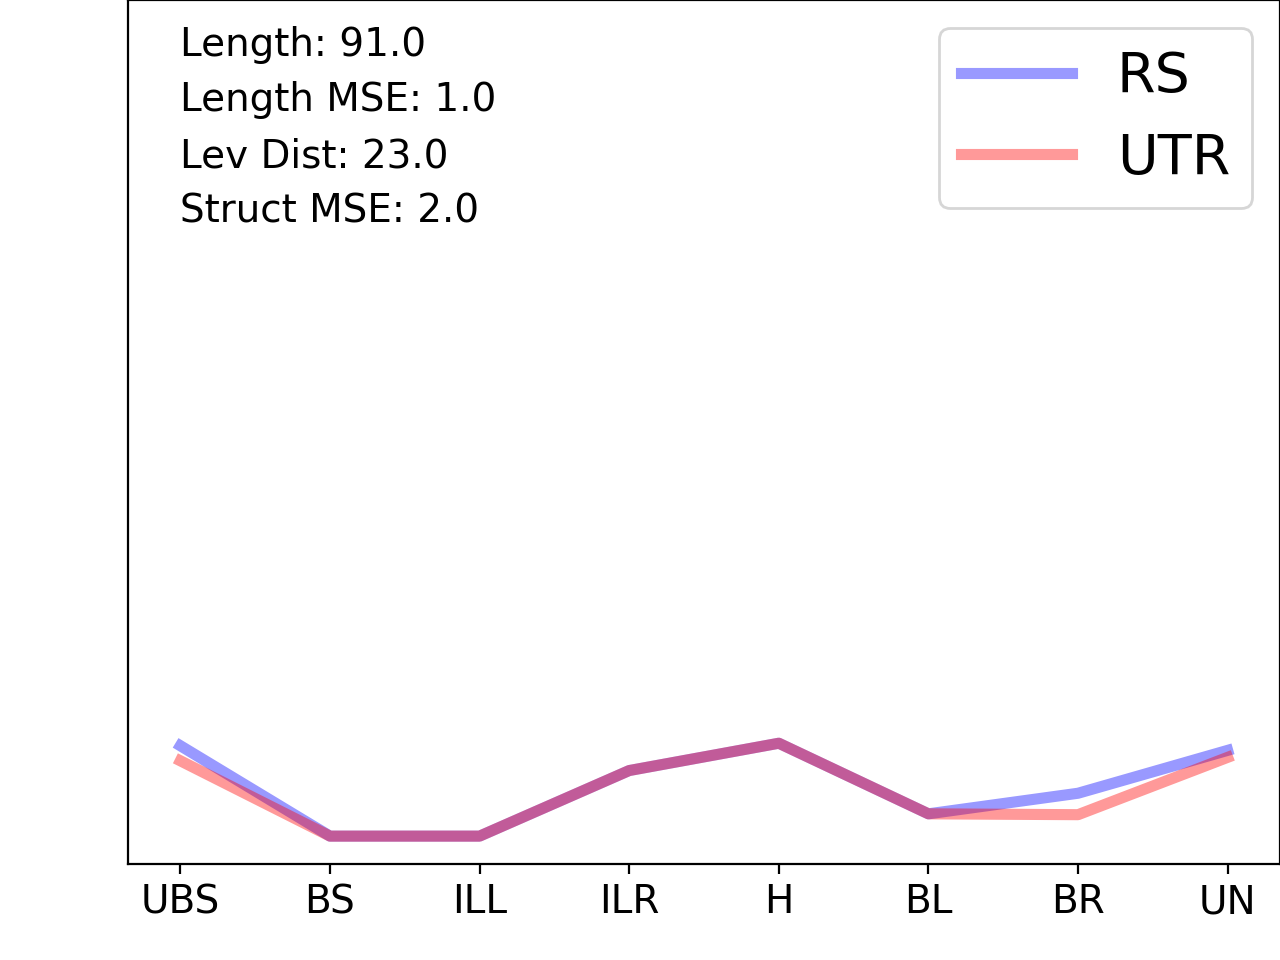 Length: 91.0
Length MSE: 1.0
Lev Dist: 23.0
Struct MSE: 2.0
RS
UTR
UBS BS ILL ILR H BL BR UN